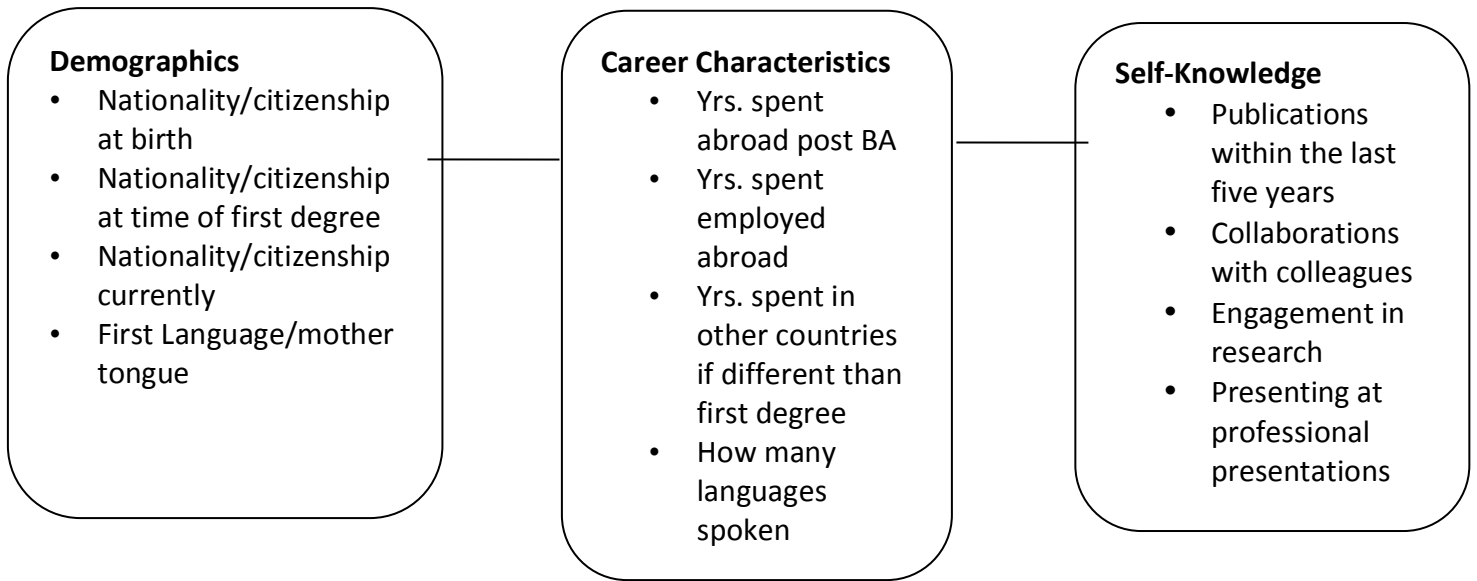 Demographics
• Nationality/citizenship
at birth
• Nationality/citizenship
at time of first degree
• Nationality/citizenship
currently
• First Language/mother
tongue
Career Characteristics
• Yrs. spent
abroad post BA
• Yrs. spent
employed
abroad
• Yrs. spent in
other countries
if different than
first degree
• How many
languages
spoken
Self-Knowledge
• Publications
within the last
five years
• Collaborations
with colleagues
• Engagement in
research
• Presenting at
professional
presentations